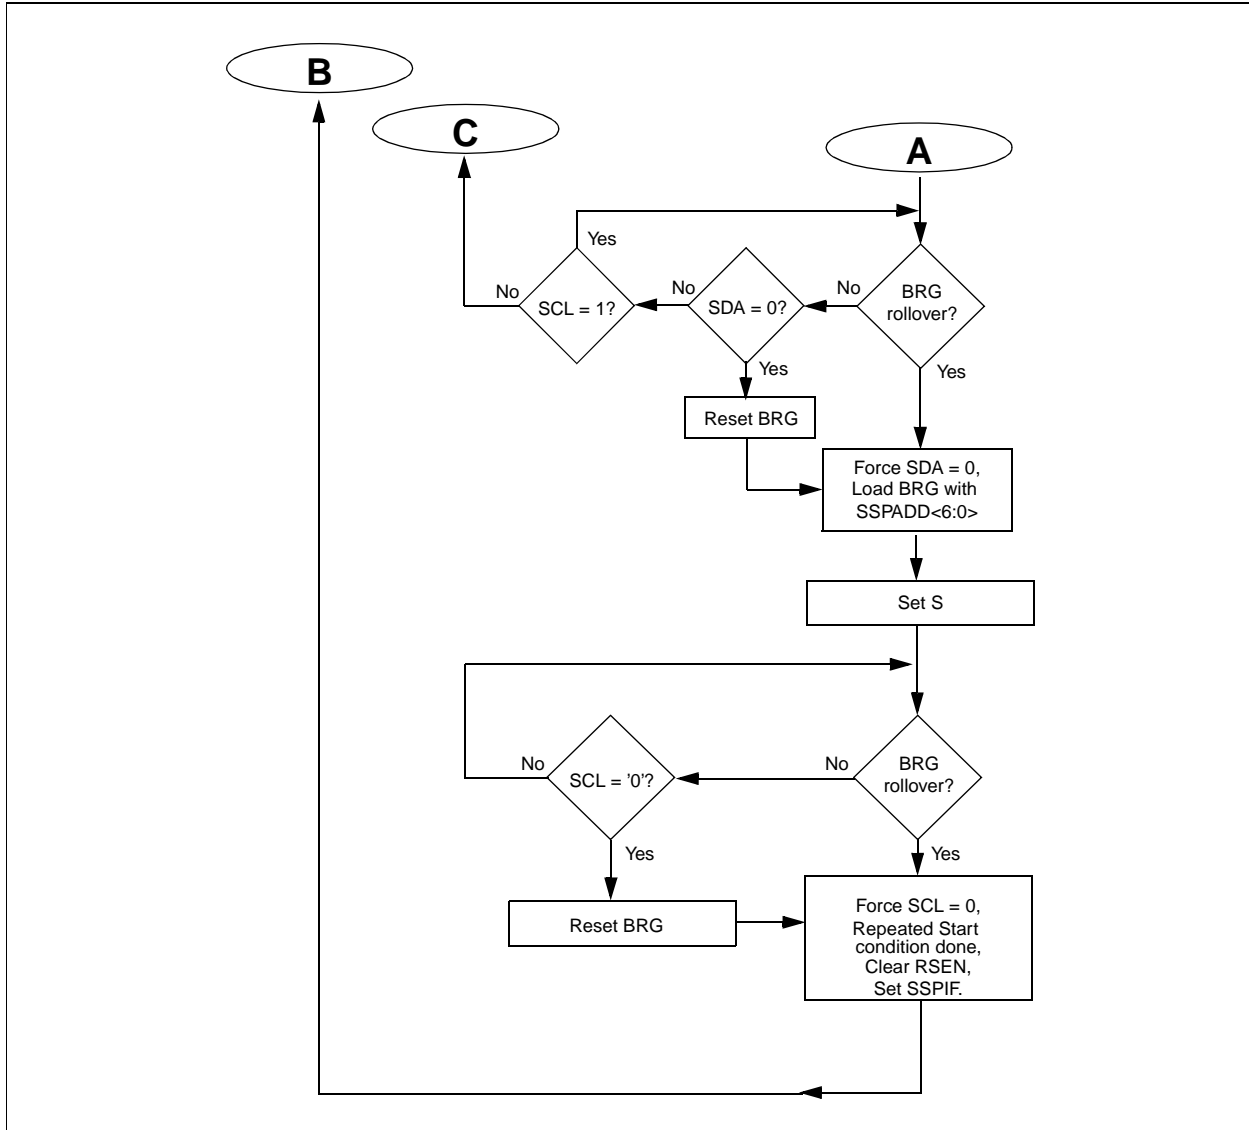 B
C
A
Yes
No
SCL = 1?
No
SDA = 0?
No
BRG
rollover?
Yes
Yes
Reset BRG
Force SDA = 0,
Load BRG with
SSPADD<6:0>
Set S
No
SCL = '0'?
No
BRG
rollover?
Yes
Yes
Reset BRG
Force SCL = 0,
Repeated Start
condition done,
Clear RSEN,
Set SSPIF.